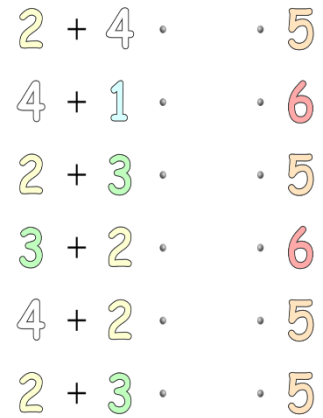 2 + 4 • • 5
4 + 1 • • 6
2 + 3 • • 5
3 + 2 • • 6
4 + 2 • • 5
2 + 3 • • 5